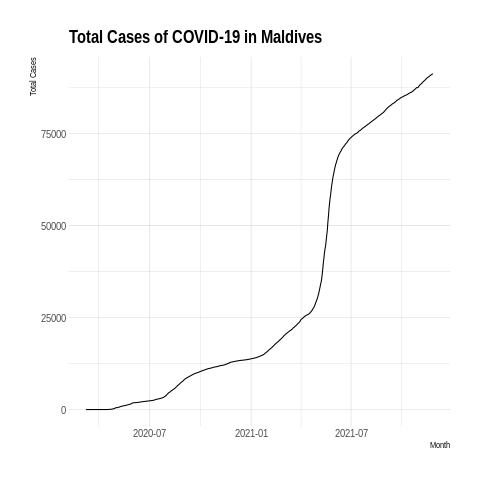 Total Cases of COVID-19 in Maldives
Total Cases
75000
50000
25000
0
2020-07 2021-01 2021-07
Month